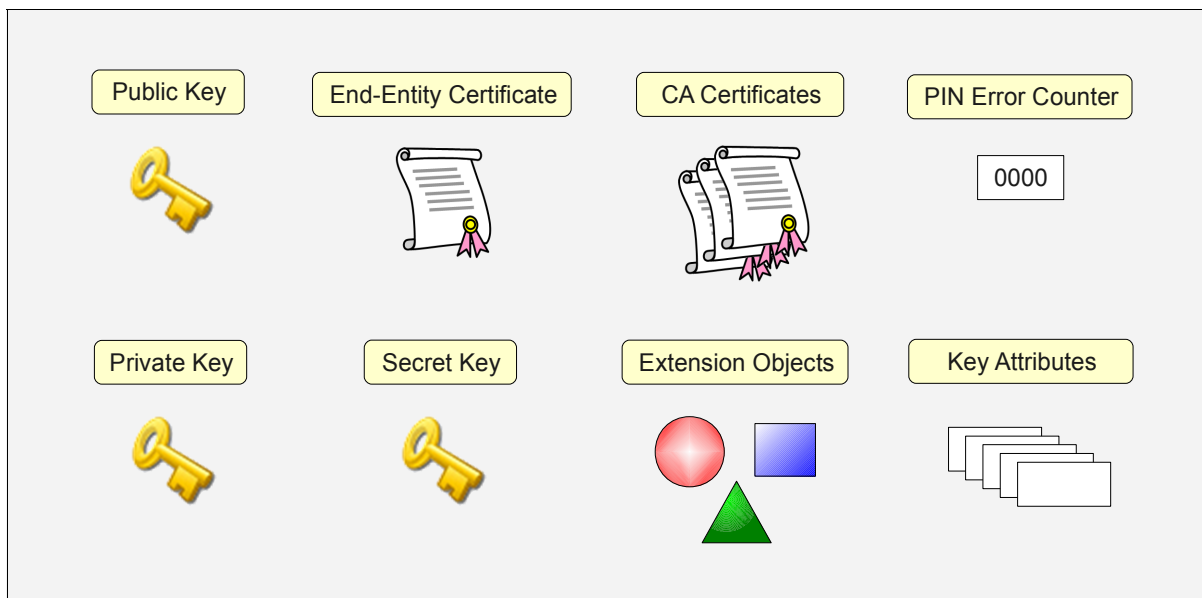 Public Key
End-Entity Certificate
CA Certificates
PIN Error Counter
0000
Private Key
Secret Key
Extension Objects
Key Attributes